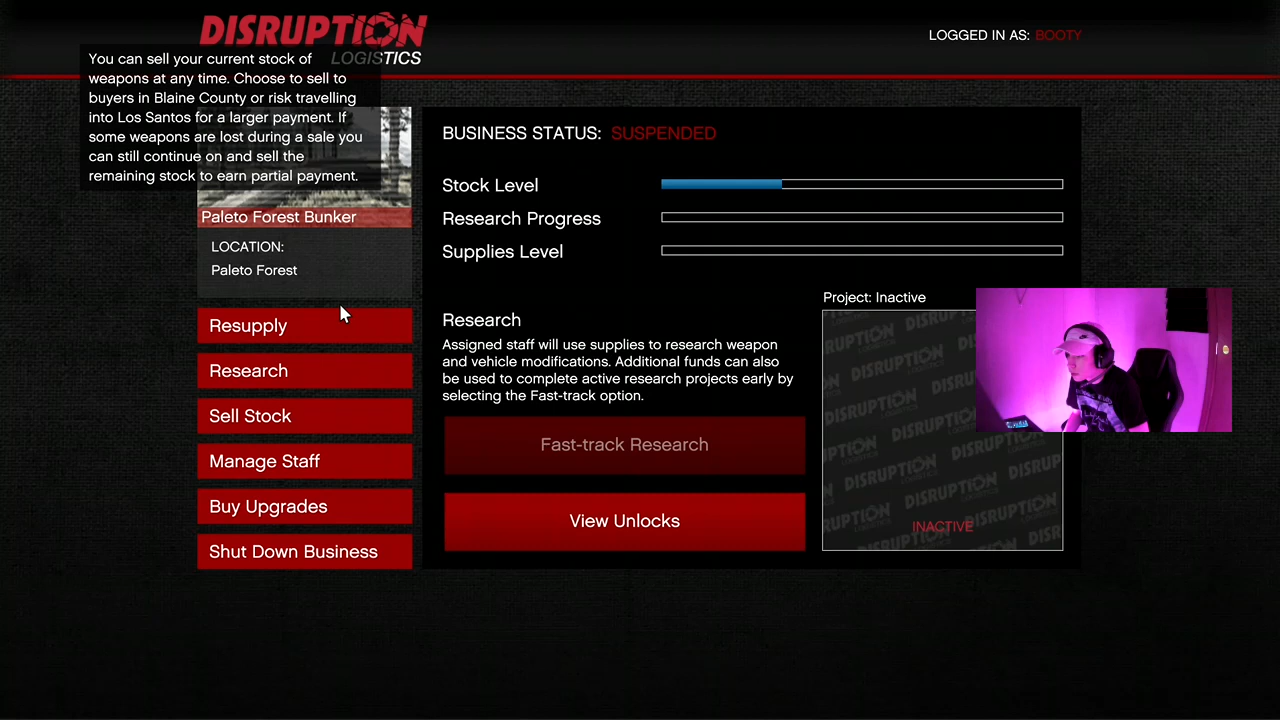 DISRUPTION
LOGISTICS
LOGGED IN AS: BOOTY
You can sell your current stock of
weapons at any time. Choose to sell to
buyers in Blaine County or risk travelling
into Los Santos for a larger payment. If
some weapons are lost during a sale you
can still continue on and sell the
remaining stock to earn partial payment.
Paleto Forest Bunker
LOCATION:
Paleto Forest
Resupply
Research
Sell Stock
Manage Staff
Buy Upgrades
Shut Down Business
BUSINESS STATUS: SUSPENDED
Stock Level
Research Progress
Supplies Level
Research
Assigned staff will use supplies to research weapon
and vehicle modifications. Additional funds can also
be used to complete active research projects early by
selecting the Fast-track option.
Fast-track Research
View Unlocks
Project: Inactive
DISRUPTION
LOGISTICS
INACTIVE